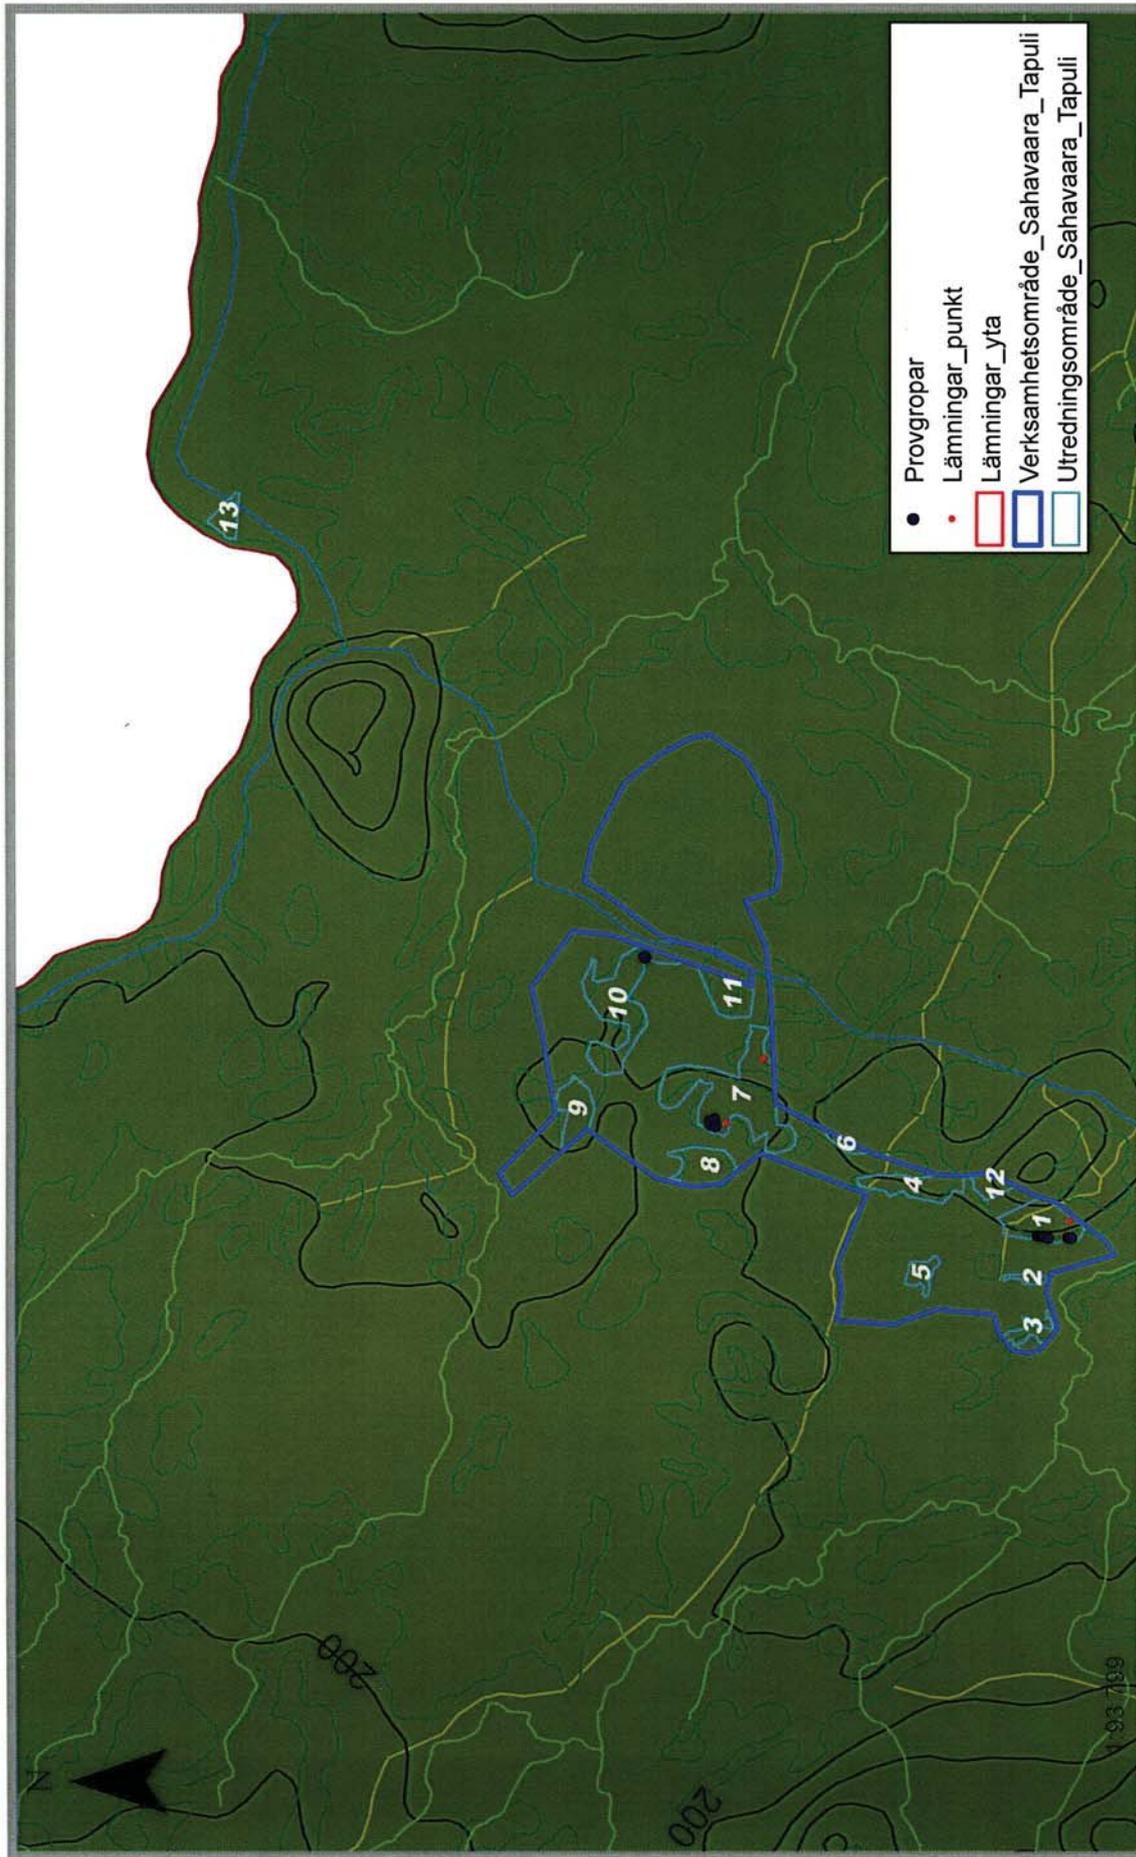 N
13
10
11
9
7
8
6
4
12
1
5
2
3
200
200
Provgropar
Lämningar_punkt
Lämningar_yta
Verksamhetsområde_Sahavaara_Tapuli
Utredningsområde_Sahavaara_Tapuli